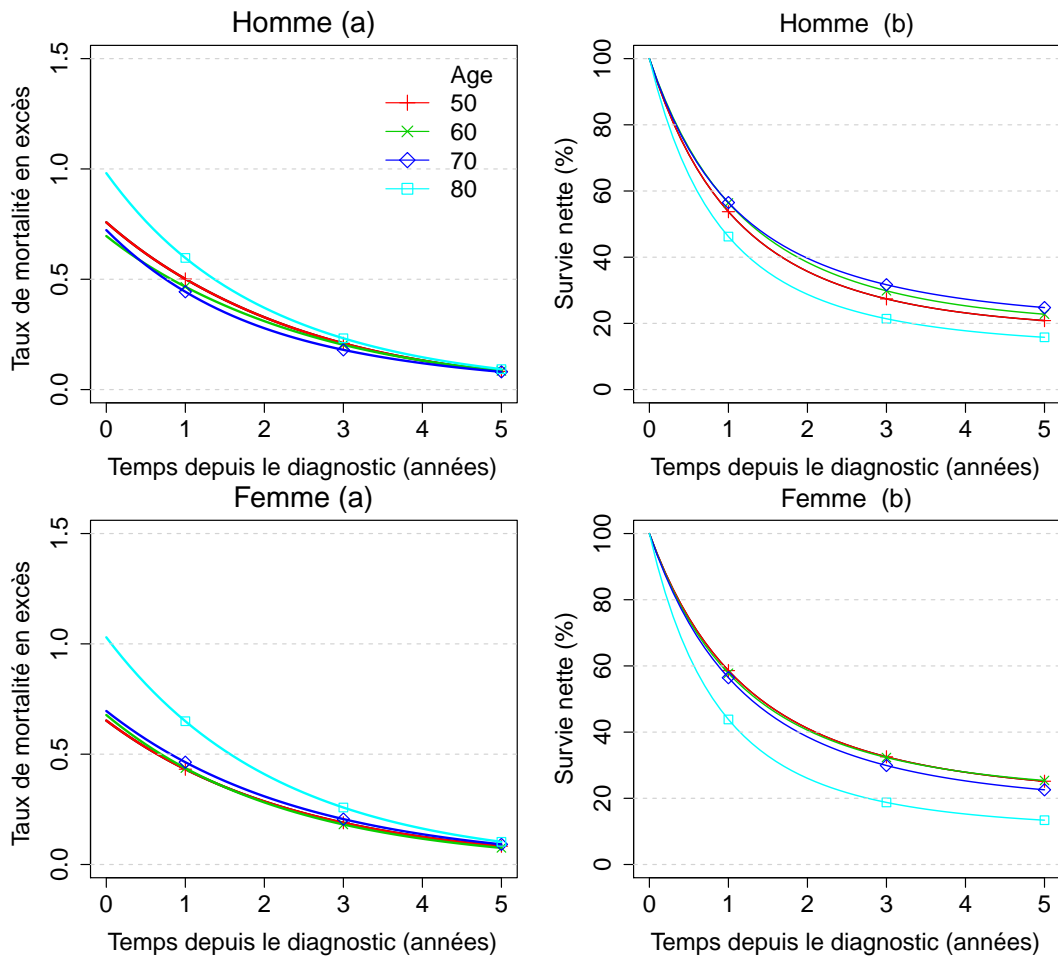 Homme (a)
Taux de mortalité en excès
0.0
0.5
1.0
1.5
Age
50
60
70
80
0 1 2 3 4 5
Temps depuis le diagnostic (années)
Homme (b)
Survie nette (%)
0
20
40
60
80
100
0 1 2 3 4 5
Temps depuis le diagnostic (années)
Femme (a)
Taux de mortalité en excès
0.0
0.5
1.0
1.5
0 1 2 3 4 5
Temps depuis le diagnostic (années)
Femme (b)
Survie nette (%)
0
20
40
60
80
100
0 1 2 3 4 5
Temps depuis le diagnostic (années)